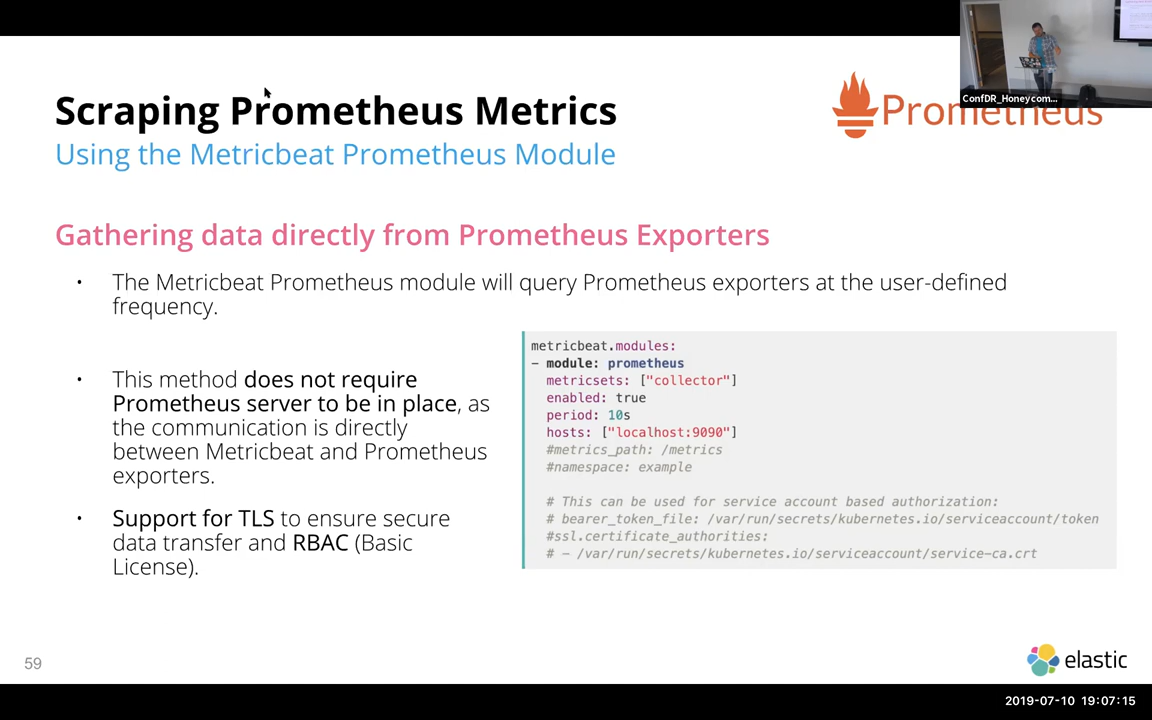 Scraping Prometheus Metrics
Using the Metricbeat Prometheus Module
Prometheus
ConfDR_Honeycom...
Gathering data directly from Prometheus Exporters
• The Metricbeat Prometheus module will query Prometheus exporters at the user-defined
frequency.
• This method does not require
Prometheus server to be in place, as
the communication is directly
between Metricbeat and Prometheus
exporters.
• Support for TLS to ensure secure
data transfer and RBAC (Basic
License).
metricbeat.modules:
- module: prometheus
  metricsets: ["collector"]
  enabled: true
  period: 10s
  hosts: ["localhost:9090"]
  #metrics_path: /metrics
  #namespace: example
  # This can be used for service account based authorization:
  # bearer_token_file: /var/run/secrets/kubernetes.io/serviceaccount/token
  #ssl.certificate_authorities:
  # - /var/run/secrets/kubernetes.io/serviceaccount/service-ca.crt
59
elastic
2019-07-10 19:07:15